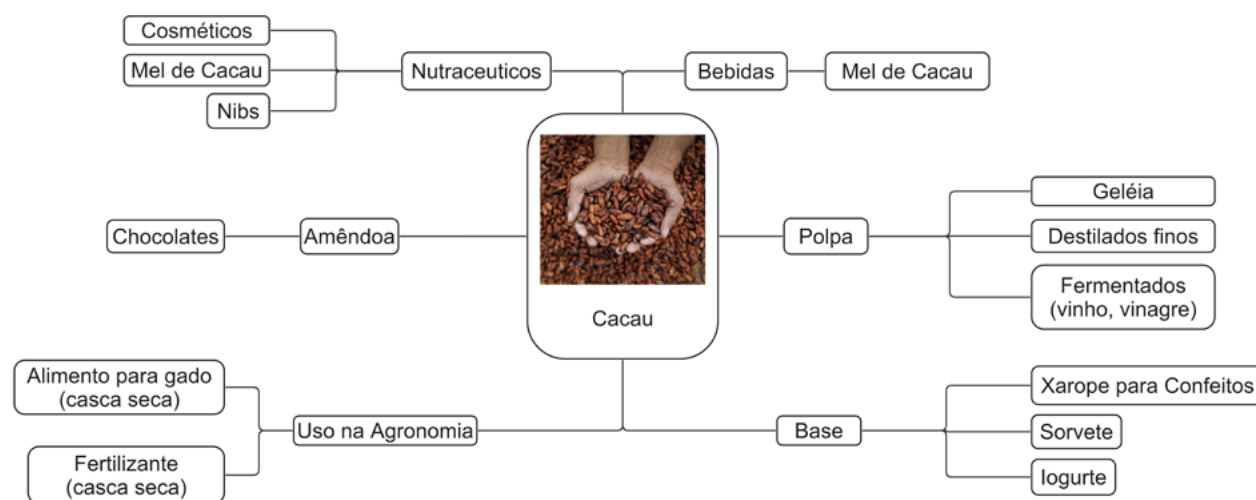 Cosméticos
Mel de Cacau
Nibs
Nutraceuticos
Bebidas
Mel de Cacau
Chocolates
Amêndoa
Cacau
Polpa
Geléia
Destilados finos
Fermentados
(vinho, vinagre)
Alimento para gado
(casca seca)
Fertilizante
(casca seca)
Uso na Agronomia
Base
Xarope para Confeitos
Sorvete
Iogurte